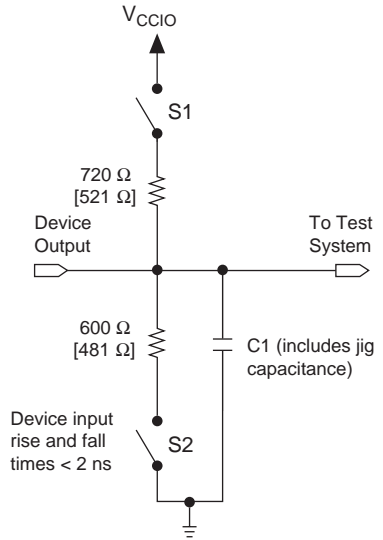 VCCIO
S1
720 Ω
[521 Ω]
Device
Output
To Test
System
600 Ω
[481 Ω]
C1 (includes jig
capacitance)
Device input
rise and fall
times < 2 ns
S2